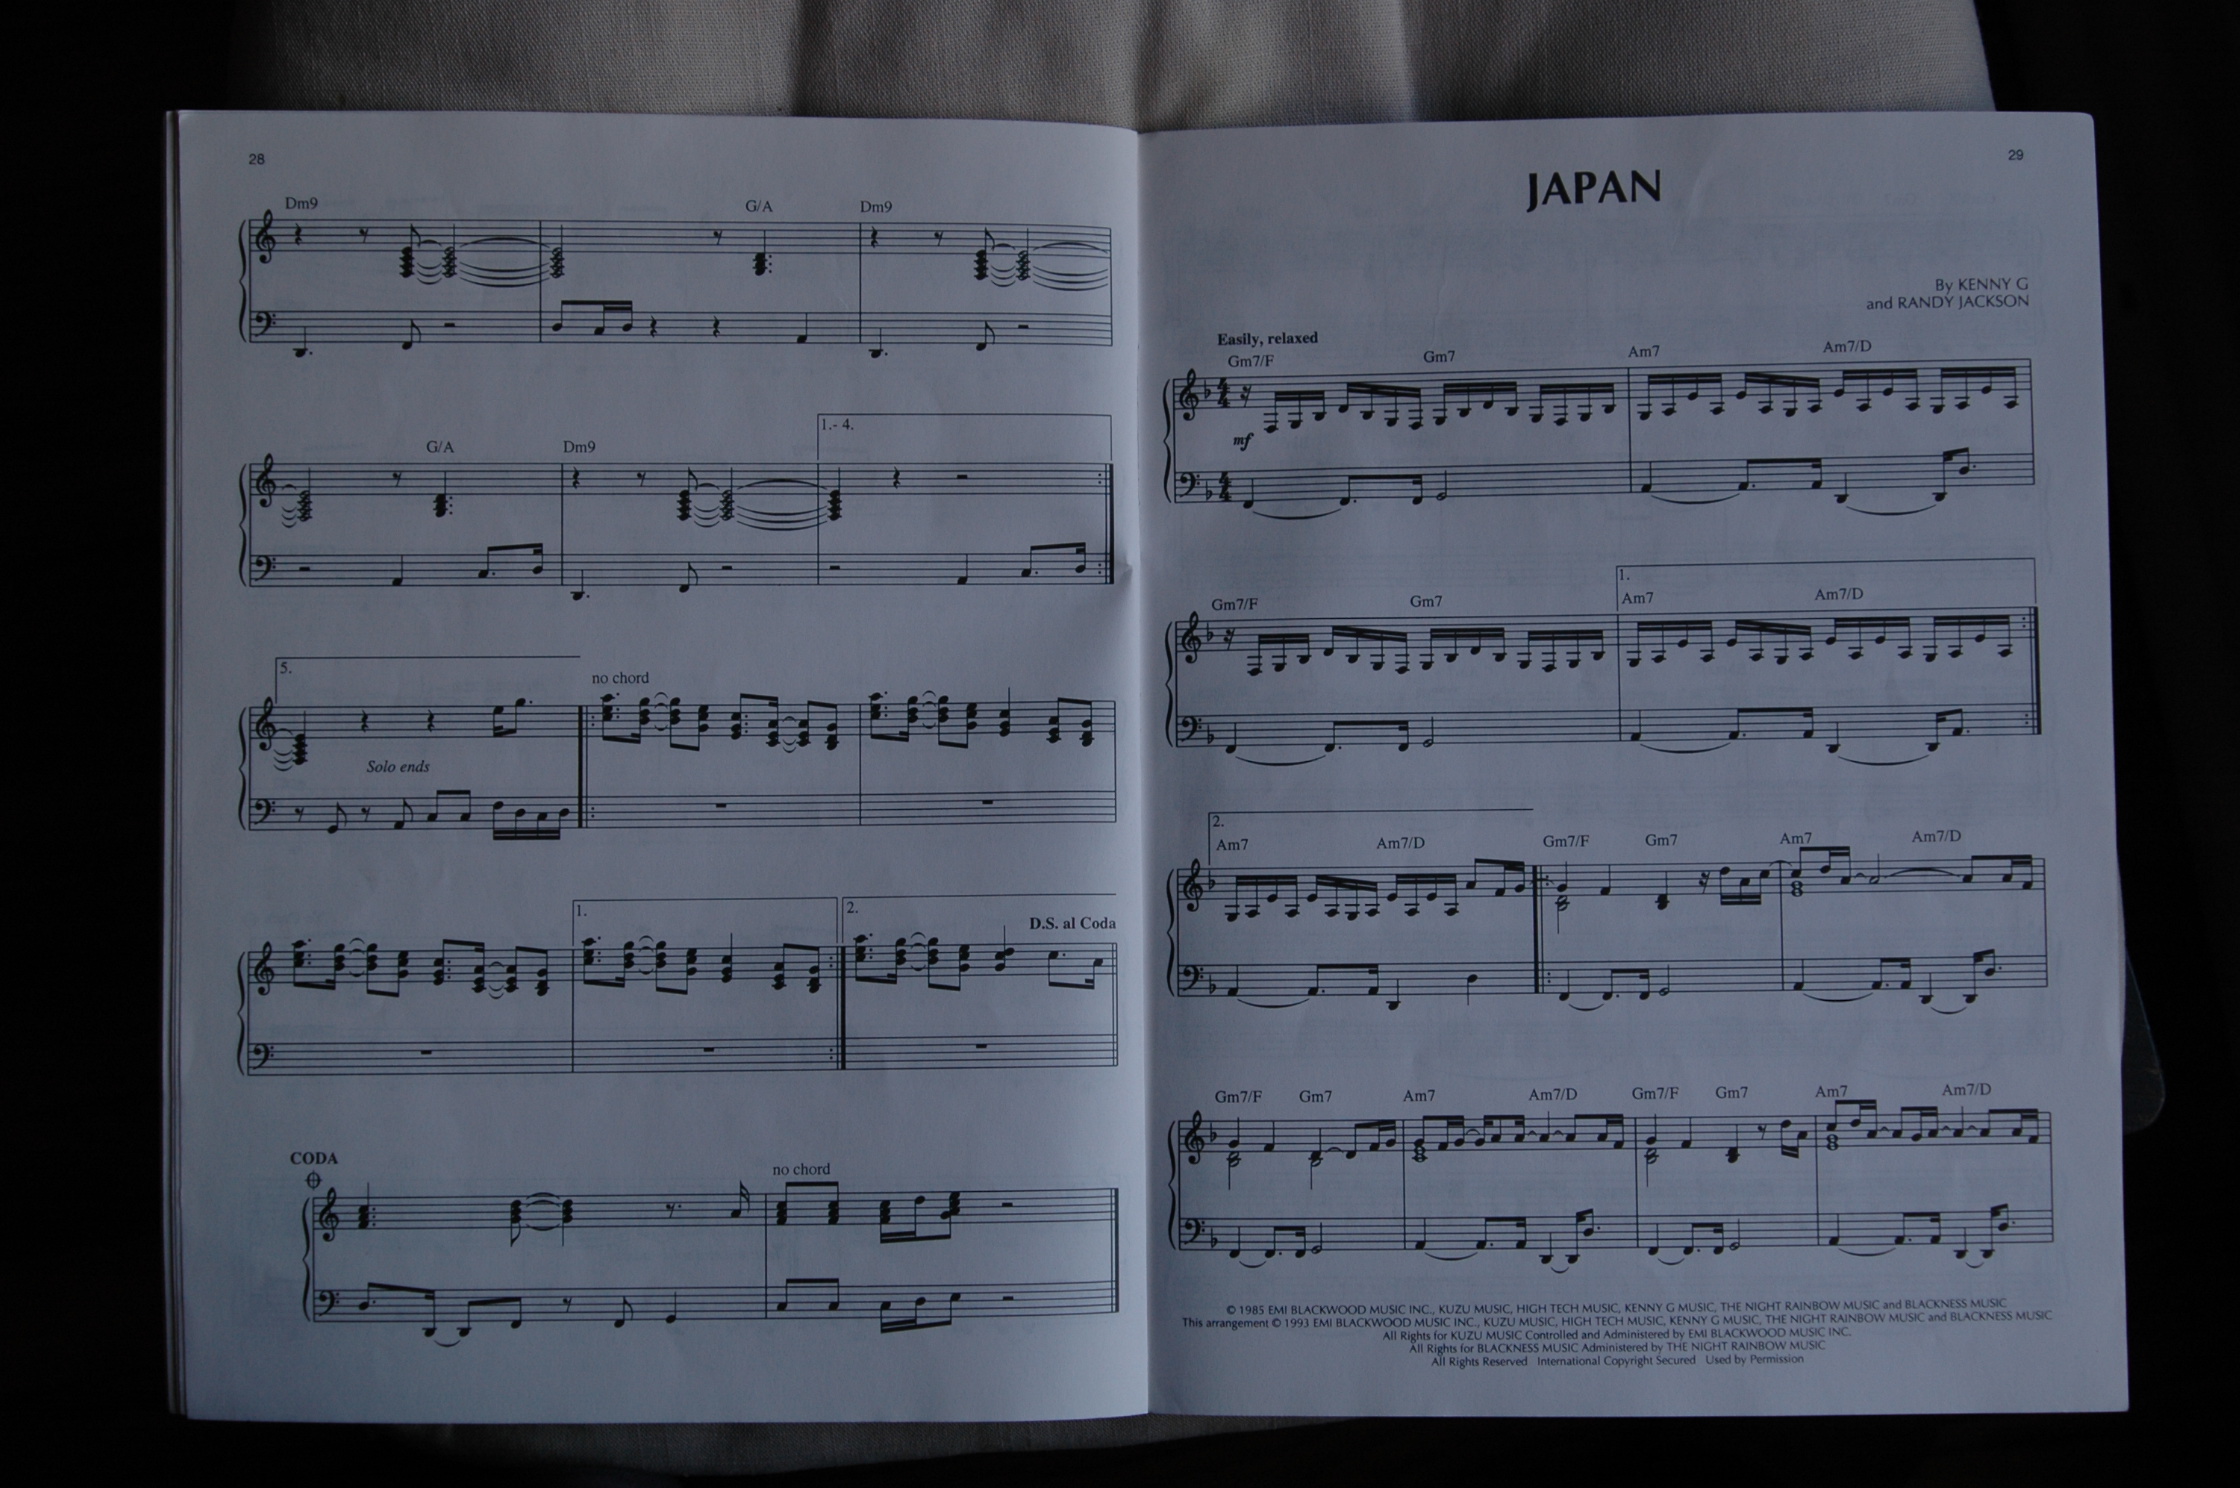 28
Dm9 G/A Dm9
G/A Dm9 1.- 4.
5.
no chord
Solo ends
1. 2.
D.S. al Coda
CODA
no chord
29
JAPAN
By KENNY G
and RANDY JACKSON
Easily, relaxed
Gm7/F Gm7 Am7 Am7/D
mf
1.
Gm7/F Gm7 Am7 Am7/D
2.
Am7 Am7/D Gm7/F Gm7 Am7 Am7/D
Gm7/F Gm7 Am7 Am7/D Gm7/F Gm7 Am7 Am7/D
© 1985 EMI BLACKWOOD MUSIC INC., KUZU MUSIC, HIGH TECH MUSIC, KENNY G MUSIC, THE NIGHT RAINBOW MUSIC and BLACKNESS MUSIC
This arrangement © 1993 EMI BLACKWOOD MUSIC INC., KUZU MUSIC, HIGH TECH MUSIC, KENNY G MUSIC, THE NIGHT RAINBOW MUSIC and BLACKNESS MUSIC
All Rights for KUZU MUSIC Controlled and Administered by EMI BLACKWOOD MUSIC INC.
All Rights for BLACKNESS MUSIC Administered by THE NIGHT RAINBOW MUSIC
All Rights Reserved International Copyright Secured Used by Permission